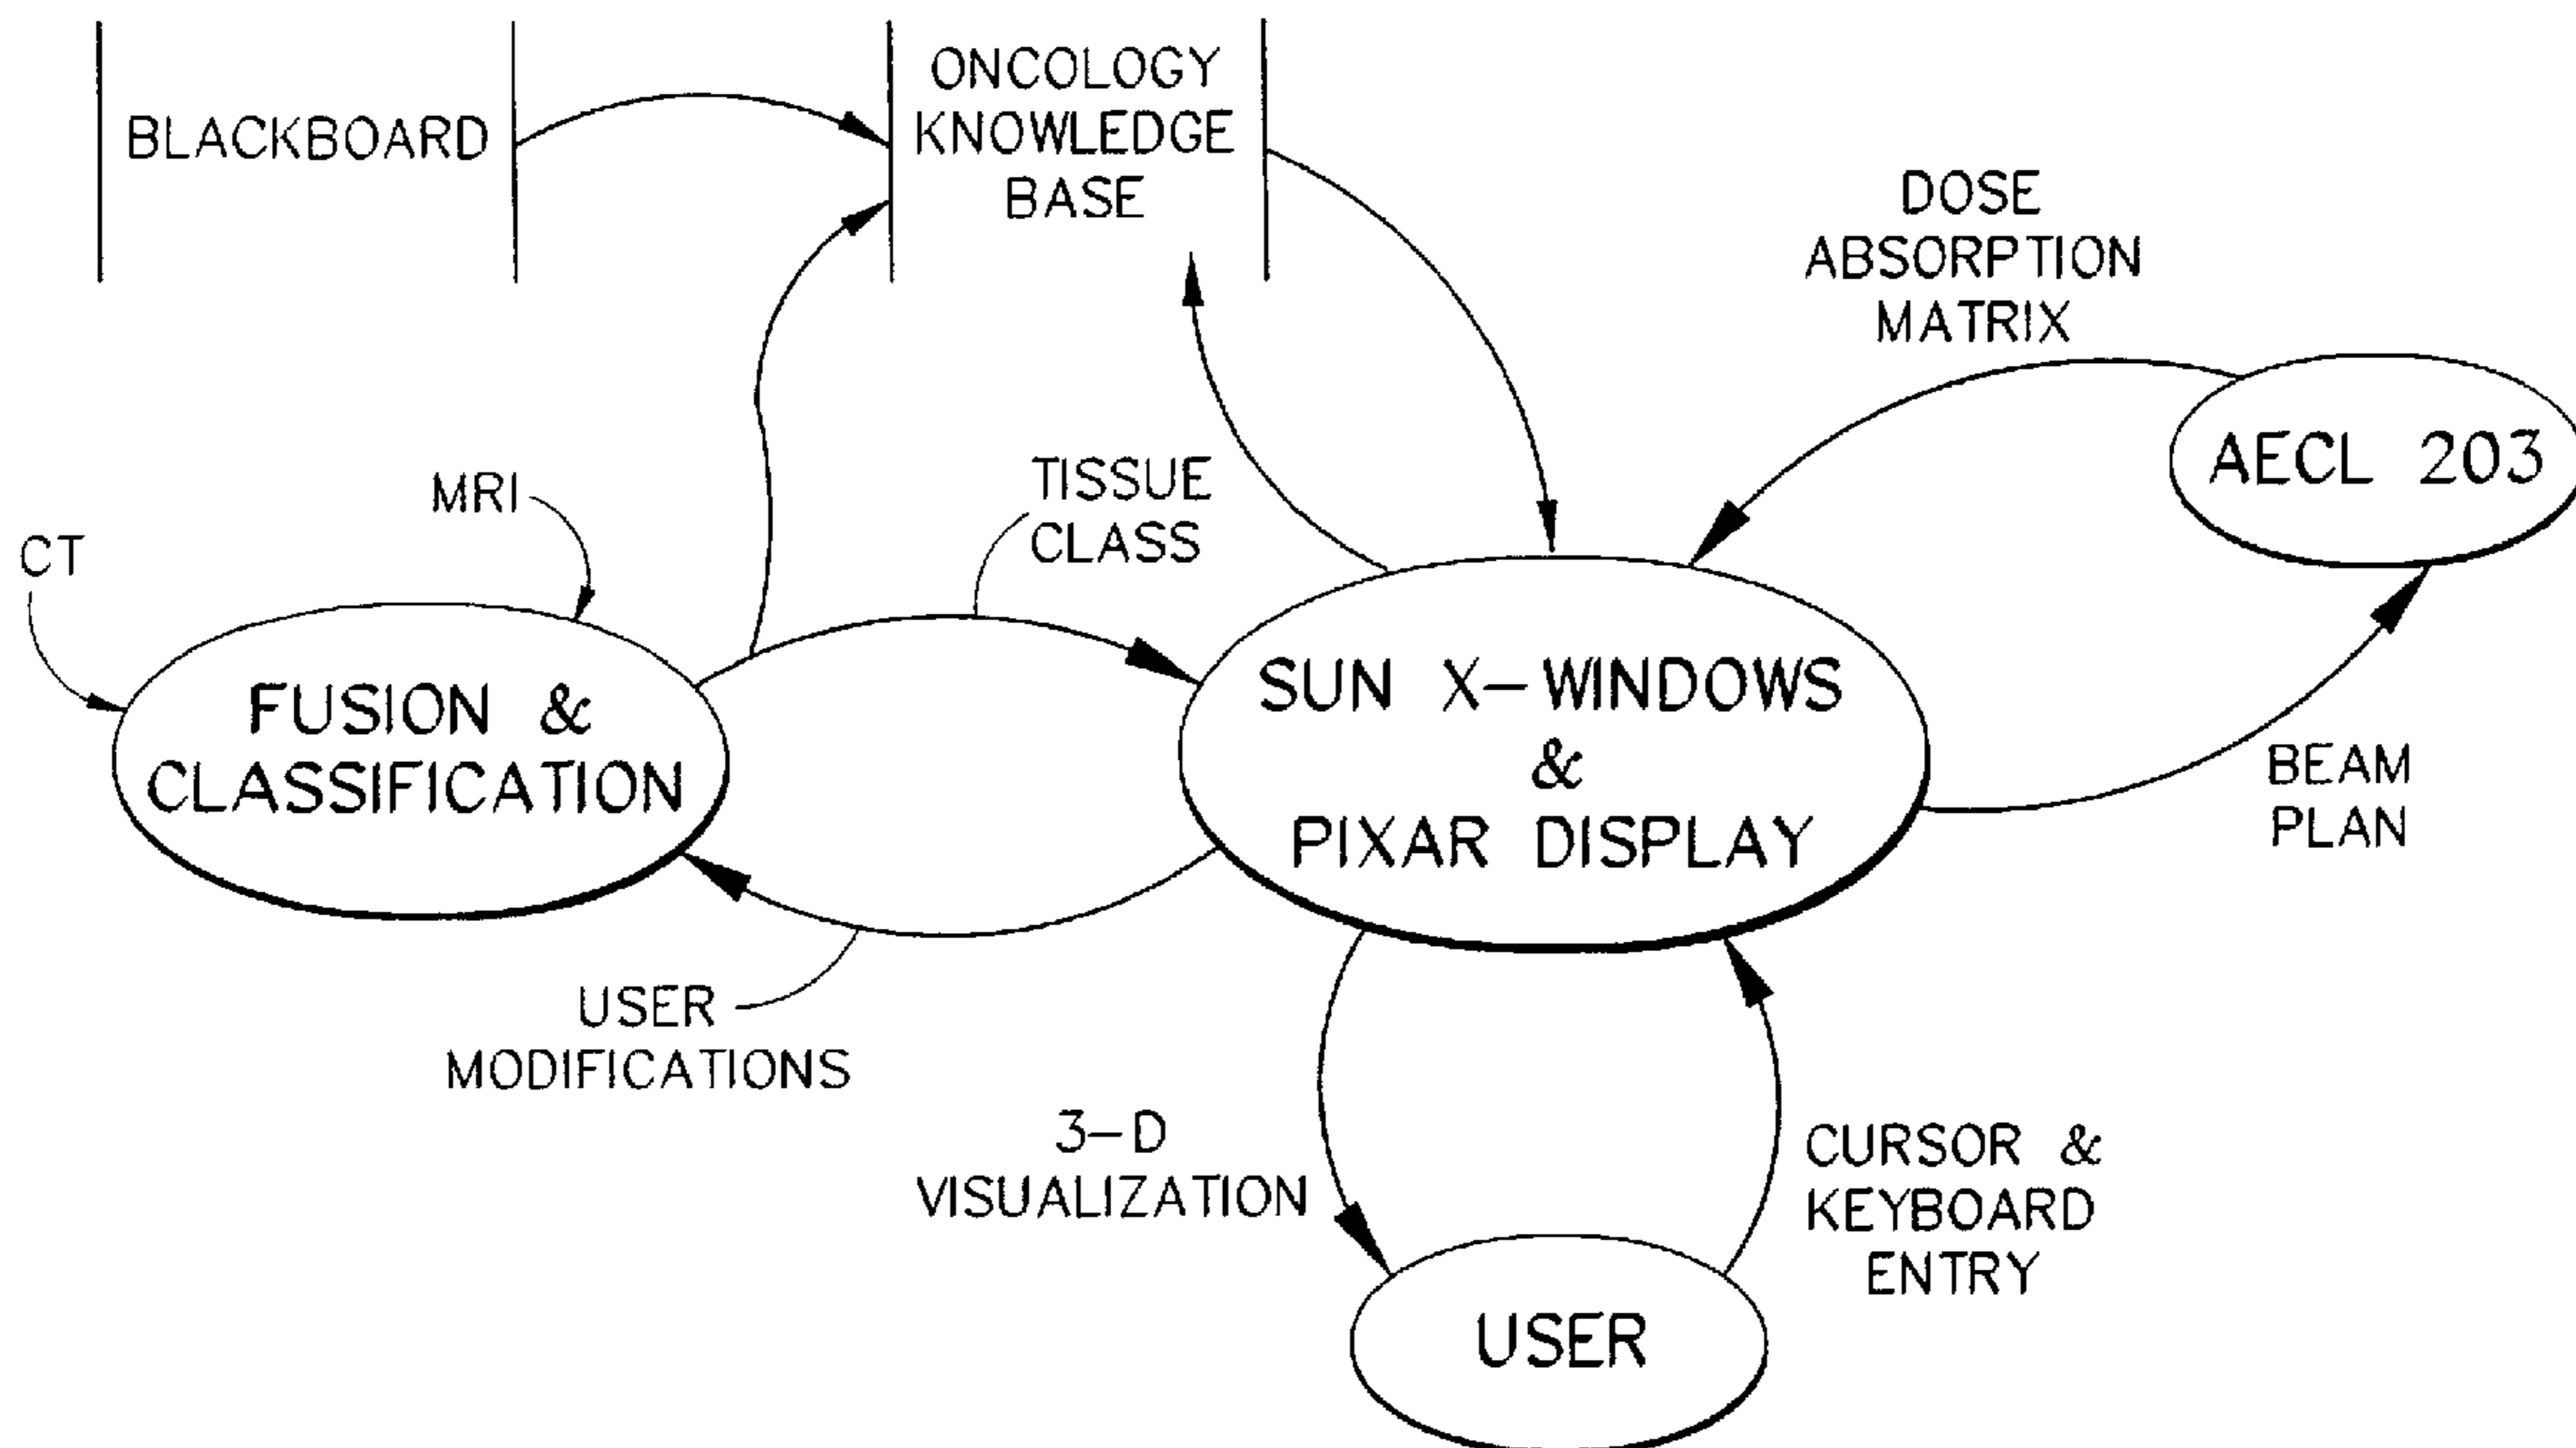 BLACKBOARD
ONCOLOGY
KNOWLEDGE
BASE
DOSE
ABSORPTION
MATRIX
AECL 203
MRI
TISSUE
CLASS
CT
FUSION &
CLASSIFICATION
SUN X-WINDOWS
&
PIXAR DISPLAY
BEAM
PLAN
USER
MODIFICATIONS
3-D
VISUALIZATION
CURSOR &
KEYBOARD
ENTRY
USER